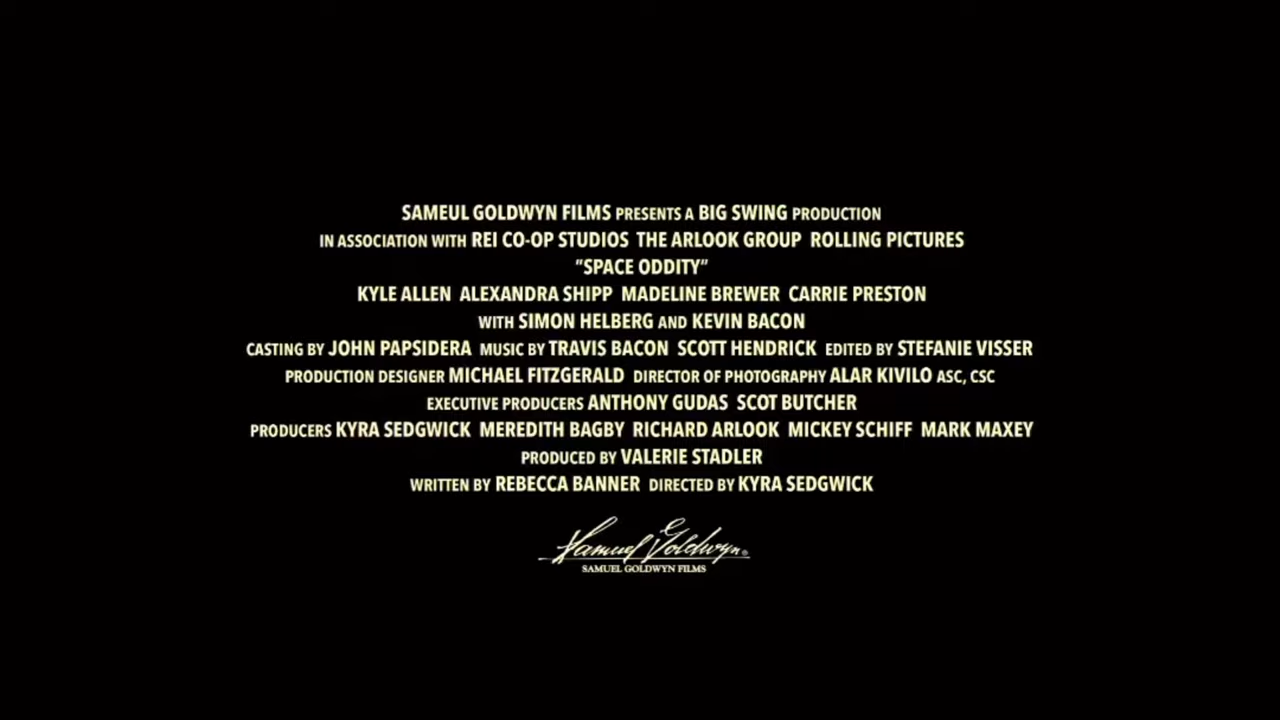 SAMEUL GOLDWYN FILMS PRESENTS A BIG SWING PRODUCTION
IN ASSOCIATION WITH REI CO-OP STUDIOS THE ARLOOK GROUP ROLLING PICTURES
"SPACE ODDITY"
KYLE ALLEN ALEXANDRA SHIPP MADELINE BREWER CARRIE PRESTON
WITH SIMON HELBERG AND KEVIN BACON
CASTING BY JOHN PAPSIDERA MUSIC BY TRAVIS BACON SCOTT HENDRICK EDITED BY STEFANIE VISSER
PRODUCTION DESIGNER MICHAEL FITZGERALD DIRECTOR OF PHOTOGRAPHY ALAR KIVILO ASC, CSC
EXECUTIVE PRODUCERS ANTHONY GUDAS SCOT BUTCHER
PRODUCERS KYRA SEDGWICK MEREDITH BAGBY RICHARD ARLOOK MICKEY SCHIFF MARK MAXEY
PRODUCED BY VALERIE STADLER
WRITTEN BY REBECCA BANNER DIRECTED BY KYRA SEDGWICK
Samuel Goldwyn®
SAMUEL GOLDWYN FILMS